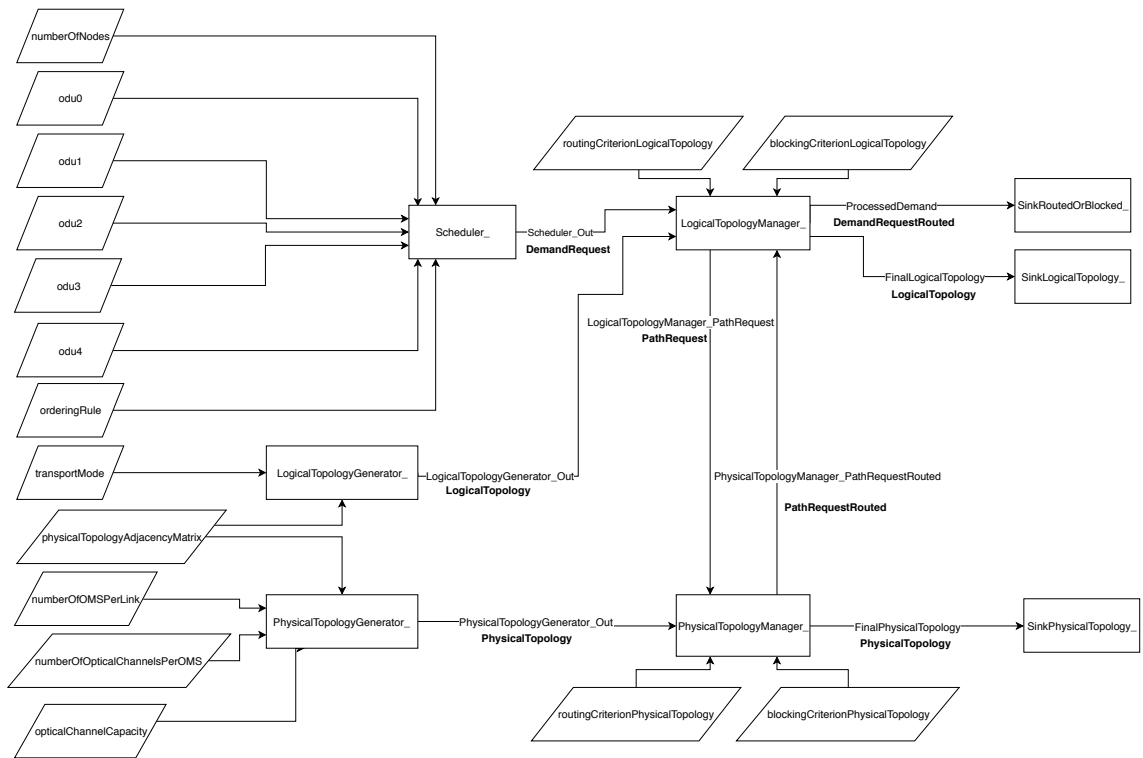 numberOfNodes
odu0
odu1
odu2
odu3
odu4
orderingRule
transportMode
physicalTopologyAdjacencyMatrix
numberOfOMSPerLink
numberOfOpticalChannelsPerOMS
opticalChannelCapacity
Scheduler_
Scheduler_Out
DemandRequest
LogicalTopologyGenerator_
LogicalTopologyGenerator_Out
LogicalTopology
PhysicalTopologyGenerator_
PhysicalTopologyGenerator_Out
PhysicalTopology
routingCriterionLogicalTopology
blockingCriterionLogicalTopology
LogicalTopologyManager_
ProcessedDemand
DemandRequestRouted
SinkRoutedOrBlocked_
FinalLogicalTopology
LogicalTopology
SinkLogicalTopology_
LogicalTopologyManager_PathRequest
PathRequest
PhysicalTopologyManager_PathRequestRouted
PathRequestRouted
PhysicalTopologyManager_
FinalPhysicalTopology
PhysicalTopology
SinkPhysicalTopology_
routingCriterionPhysicalTopology
blockingCriterionPhysicalTopology